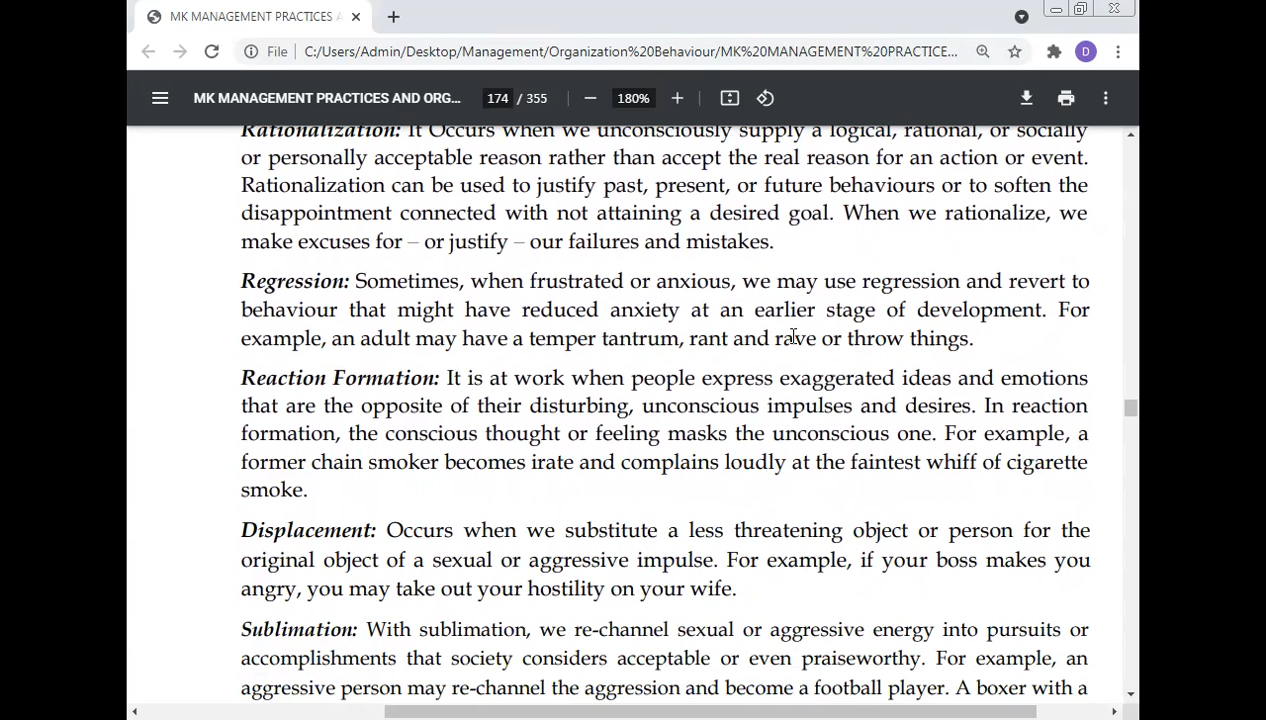 MK MANAGEMENT PRACTICES A
File C:/Users/Admin/Desktop/Management/Organization%20Behaviour/MK%20MANAGEMENT%20PRACTICE... D
MK MANAGEMENT PRACTICES AND ORG... 174 / 355 180%
Rationalization: It Occurs when we unconsciously supply a logical, rational, or socially
or personally acceptable reason rather than accept the real reason for an action or event.
Rationalization can be used to justify past, present, or future behaviours or to soften the
disappointment connected with not attaining a desired goal. When we rationalize, we
make excuses for – or justify – our failures and mistakes.
Regression: Sometimes, when frustrated or anxious, we may use regression and revert to
behaviour that might have reduced anxiety at an earlier stage of development. For
example, an adult may have a temper tantrum, rant and rave or throw things.
Reaction Formation: It is at work when people express exaggerated ideas and emotions
that are the opposite of their disturbing, unconscious impulses and desires. In reaction
formation, the conscious thought or feeling masks the unconscious one. For example, a
former chain smoker becomes irate and complains loudly at the faintest whiff of cigarette
smoke.
Displacement: Occurs when we substitute a less threatening object or person for the
original object of a sexual or aggressive impulse. For example, if your boss makes you
angry, you may take out your hostility on your wife.
Sublimation: With sublimation, we re-channel sexual or aggressive energy into pursuits or
accomplishments that society considers acceptable or even praiseworthy. For example, an
aggressive person may re-channel the aggression and become a football player. A boxer with a